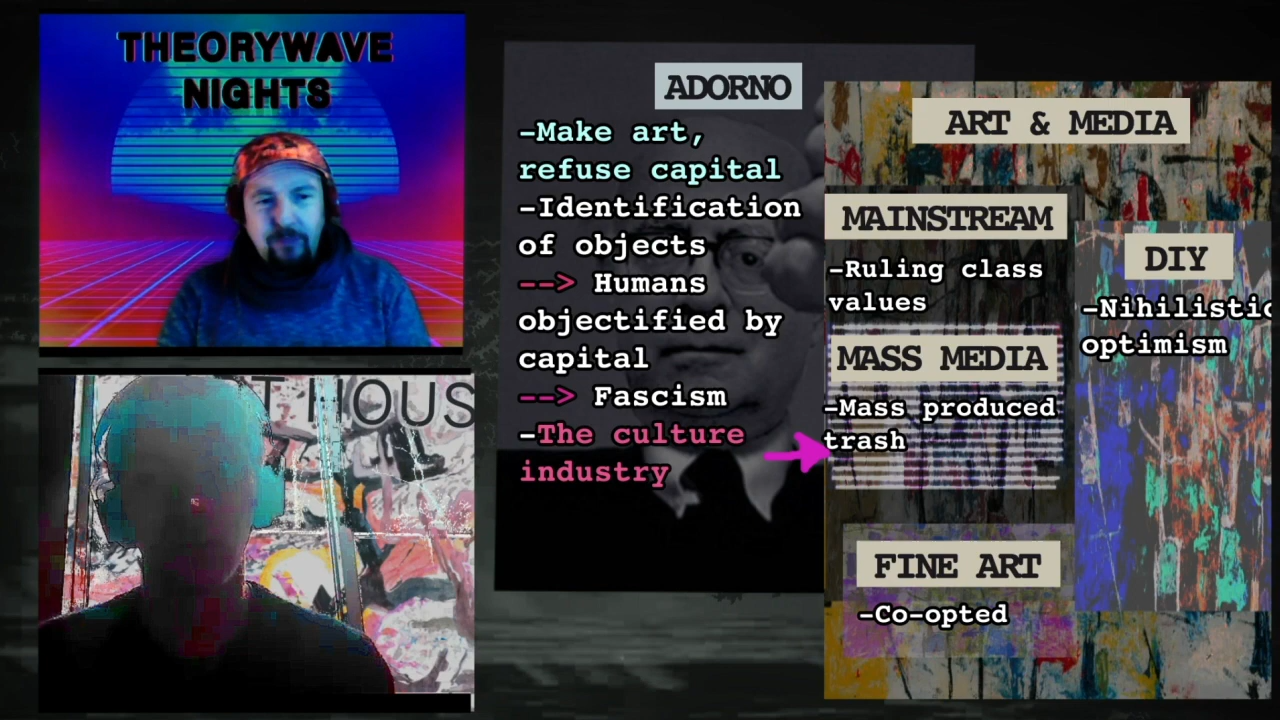 THEORYWAVE
NIGHTS
T HOUS
ADORNO
-Make art,
refuse capital
-Identification
of objects
--> Humans
objectified by
capital
--> Fascism
-The culture
industry
ART & MEDIA
MAINSTREAM
-Ruling class
values
MASS MEDIA
-Mass produced
trash
FINE ART
-Co-opted
DIY
-Nihilistic
optimism